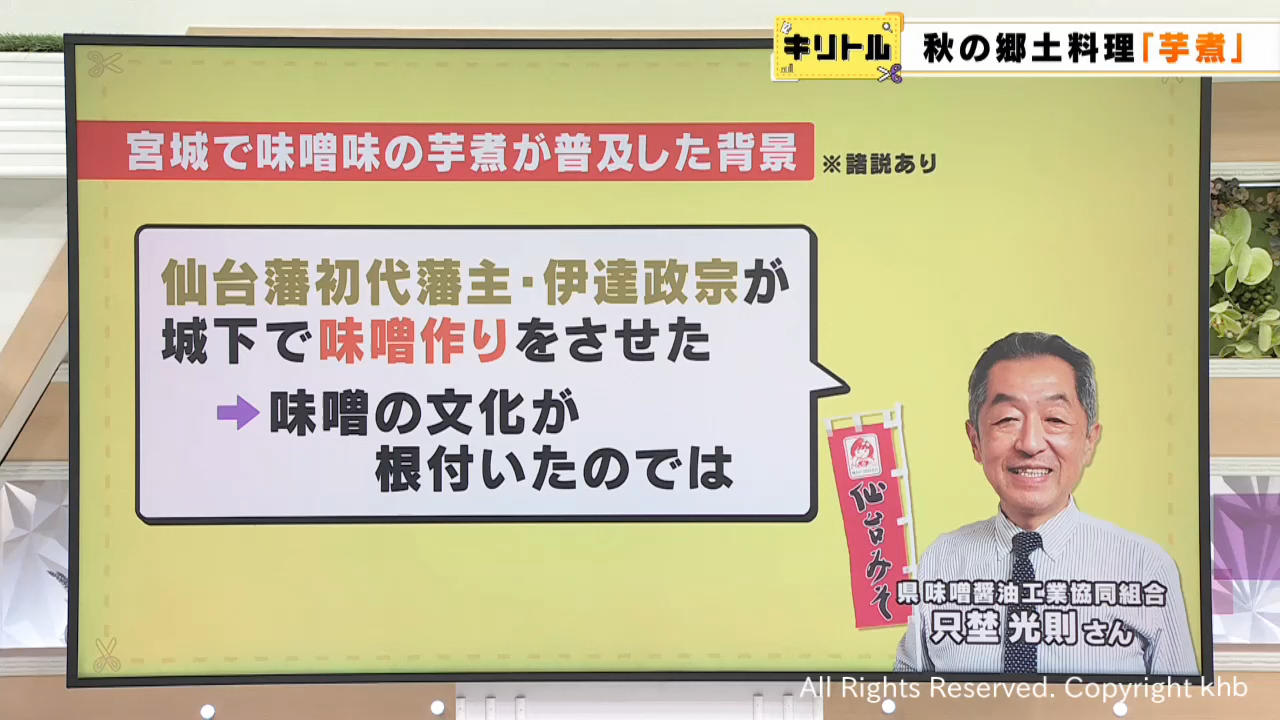 キリトル
秋の郷土料理「芋煮」
宮城で味噌味の芋煮が普及した背景
※諸説あり
仙台藩初代藩主・伊達政宗が
城下で味噌作りをさせた
➡味噌の文化が
根付いたのでは
仙台みそ
県味噌醤油工業協同組合
只埜 光則さん
All Rights Reserved. Copyright khb